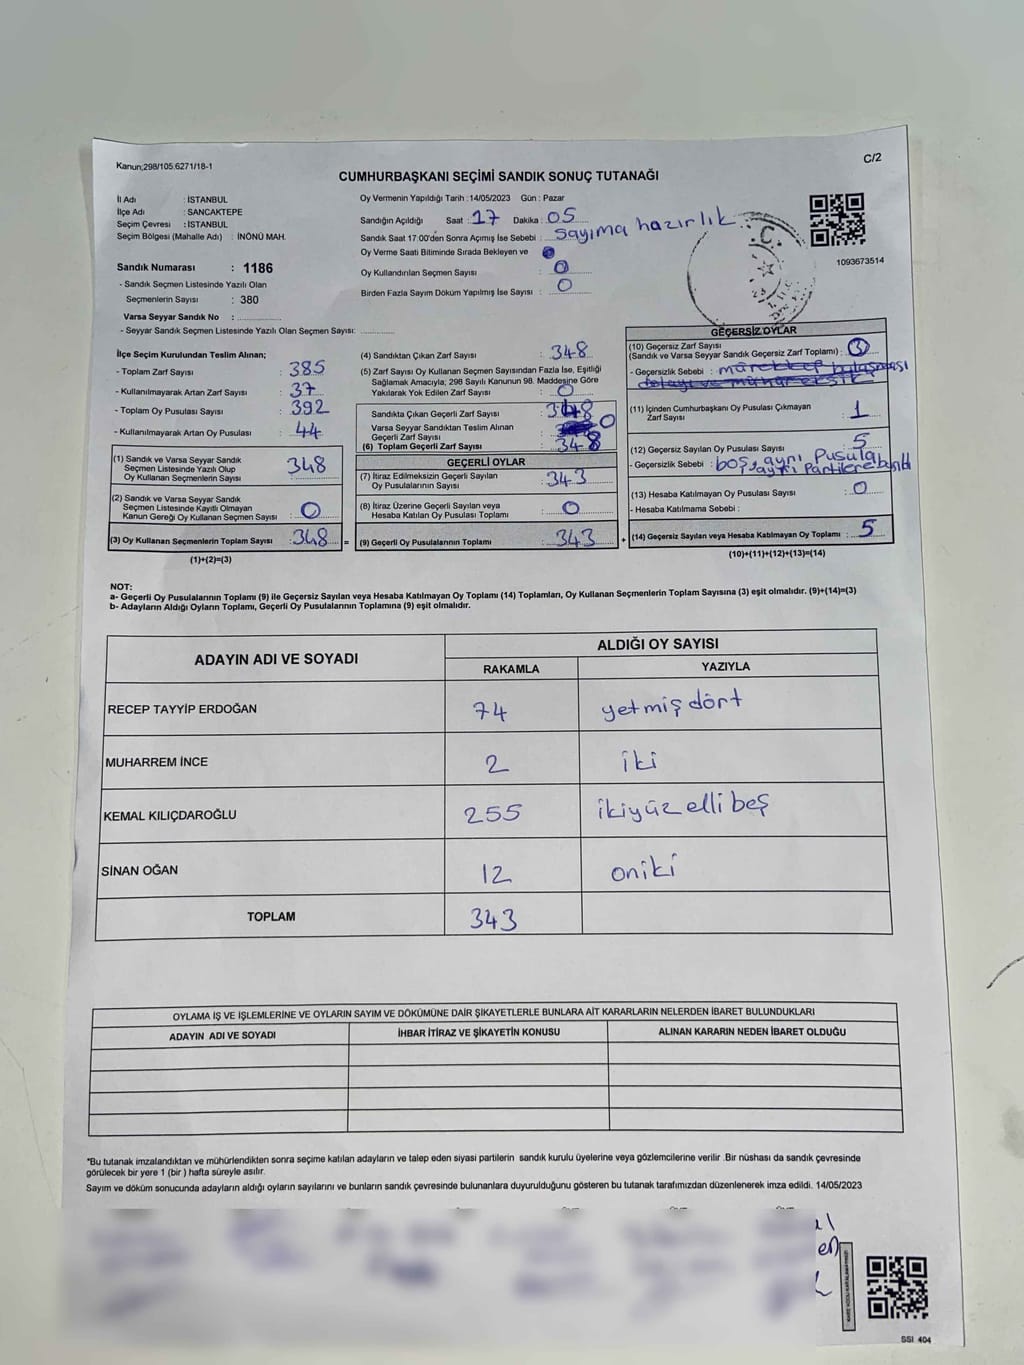 Kanun;298/105.6271/18-1
C/2
CUMHURBAŞKANI SEÇİMİ SANDIK SONUÇ TUTANAĞI
İl Adı : İSTANBUL
İlçe Adı : SANCAKTEPE
Seçim Çevresi : İSTANBUL
Seçim Bölgesi (Mahalle Adı) : İNÖNÜ MAH.
Sandık Numarası : 1186
- Sandık Seçmen Listesinde Yazılı Olan
Seçmenlerin Sayısı : 380
Varsa Seyyar Sandık No :
- Seyyar Sandık Seçmen Listesinde Yazılı Olan Seçmen Sayısı:
Oy Vermenin Yapıldığı Tarih : 14/05/2023 Gün : Pazar
Sandığın Açıldığı Saat : 17 Dakika : 05
Sandık Saat 17:00'den Sonra Açımış İse Sebebi : Sayıma hazırlık
Oy Verme Saati Bitiminde Sırada Bekleyen ve
Oy Kullandırılan Seçmen Sayısı : 0
Birden Fazla Sayım Döküm Yapılmış İse Sayısı : 0
1093673514
İlçe Seçim Kurulundan Teslim Alınan;
- Toplam Zarf Sayısı : 385
- Kullanılmayarak Artan Zarf Sayısı : 37
- Toplam Oy Pusulası Sayısı : 392
- Kullanılmayarak Artan Oy Pusulası : 44
(1) Sandık ve Varsa Seyyar Sandık
Seçmen Listesinde Yazılı Olup
Oy Kullanan Seçmenlerin Sayısı : 348
(2) Sandık ve Varsa Seyyar Sandık
Seçmen Listesinde Kayıtlı Olmayan
Kanun Gereği Oy Kullanan Seçmen Sayısı : 0
(3) Oy Kullanan Seçmenlerin Toplam Sayısı : 348 =
(1)+(2)=(3)
(4) Sandıktan Çıkan Zarf Sayısı : 348
(5) Zarf Sayısı Oy Kullanan Seçmen Sayısından Fazla İse, Eşitliği
Sağlamak Amacıyla; 298 Sayılı Kanunun 98. Maddesine Göre
Yakılarak Yok Edilen Zarf Sayısı : 0
Sandıkta Çıkan Geçerli Zarf Sayısı : 348
Varsa Seyyar Sandıktan Teslim Alınan
Geçerli Zarf Sayısı : 0
(6) Toplam Geçerli Zarf Sayısı : 348
GEÇERLİ OYLAR
(7) İtiraz Edilmeksizin Geçerli Sayılan
Oy Pusulalarının Sayısı : 343
(8) İtiraz Üzerine Geçerli Sayılan veya
Hesaba Katılan Oy Pusulası Toplamı : 0
(9) Geçerli Oy Pusulalarının Toplamı : 343 +
GEÇERSİZ OYLAR
(10) Geçersiz Zarf Sayısı
(Sandık ve Varsa Seyyar Sandık Geçersiz Zarf Toplamı) :
- Geçersizlik Sebebi : mürekkep bulaşması
(11) İçinden Cumhurbaşkanı Oy Pusulası Çıkmayan
Zarf Sayısı : 1
(12) Geçersiz Sayılan Oy Pusulası Sayısı : 5
- Geçersizlik Sebebi : boş, aynı Pusula
ayrı Partilere basıldı
(13) Hesaba Katılmayan Oy Pusulası Sayısı : 0
- Hesaba Katılmama Sebebi :
(14) Geçersiz Sayılan veya Hesaba Katılmayan Oy Toplamı : 5
(10)+(11)+(12)+(13)=(14)
NOT:
a- Geçerli Oy Pusulalarının Toplamı (9) ile Geçersiz Sayılan veya Hesaba Katılmayan Oy Toplamı (14) Toplamları, Oy Kullanan Seçmenlerin Toplam Sayısına (3) eşit olmalıdır. (9)+(14)=(3)
b- Adayların Aldığı Oyların Toplamı, Geçerli Oy Pusulalarının Toplamına (9) eşit olmalıdır.
ADAYIN ADI VE SOYADI
ALDIĞI OY SAYISI
RAKAMLA YAZIYLA
RECEP TAYYİP ERDOĞAN 74 yetmiş dört
MUHARREM İNCE 2 iki
KEMAL KILIÇDAROĞLU 255 ikiyüz elli beş
SİNAN OĞAN 12 oniki
TOPLAM 343
OYLAMA İŞ VE İŞLEMLERİNE VE OYLARIN SAYIM VE DÖKÜMÜNE DAİR ŞİKAYETLERLE BUNLARA AİT KARARLARIN NELERDEN İBARET BULUNDUKLARI
ADAYIN ADI VE SOYADI İHBAR İTİRAZ VE ŞİKAYETİN KONUSU ALINAN KARARIN NEDEN İBARET OLDUĞU
*Bu tutanak imzalandıktan ve mühürlendikten sonra seçime katılan adayların ve talep eden siyasi partilerin sandık kurulu üyelerine veya gözlemcilerine verilir .Bir nüshası da sandık çevresinde
görülecek bir yere 1 (bir ) hafta süreyle asılır.
Sayım ve döküm sonucunda adayların aldığı oyların sayılarını ve bunların sandık çevresinde bulunanlara duyurulduğunu gösteren bu tutanak tarafımızdan düzenlenerek imza edildi. 14/05/2023
SSI 404